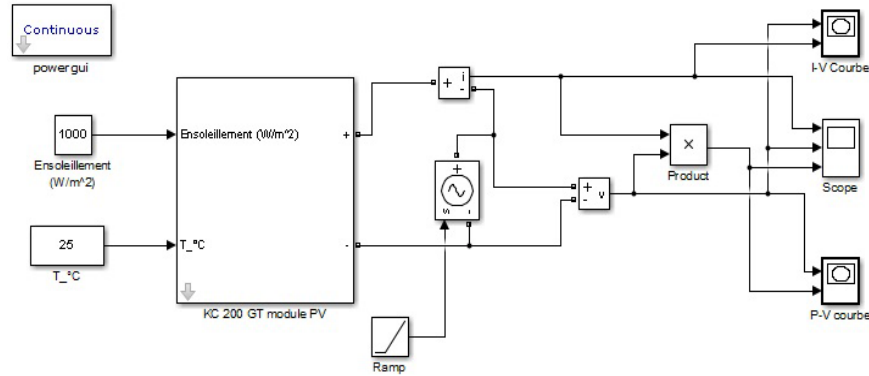 Continuous
powergui
1000
Ensoleillement
(W/m^2)
25
T_°C
Ensoleillement (W/m^2)
+
T_°C
-
KC 200 GT module PV
+
i
-
+
s
-
Ramp
+
-
v
×
Product
I-V Courbe
Scope
P-V courbe